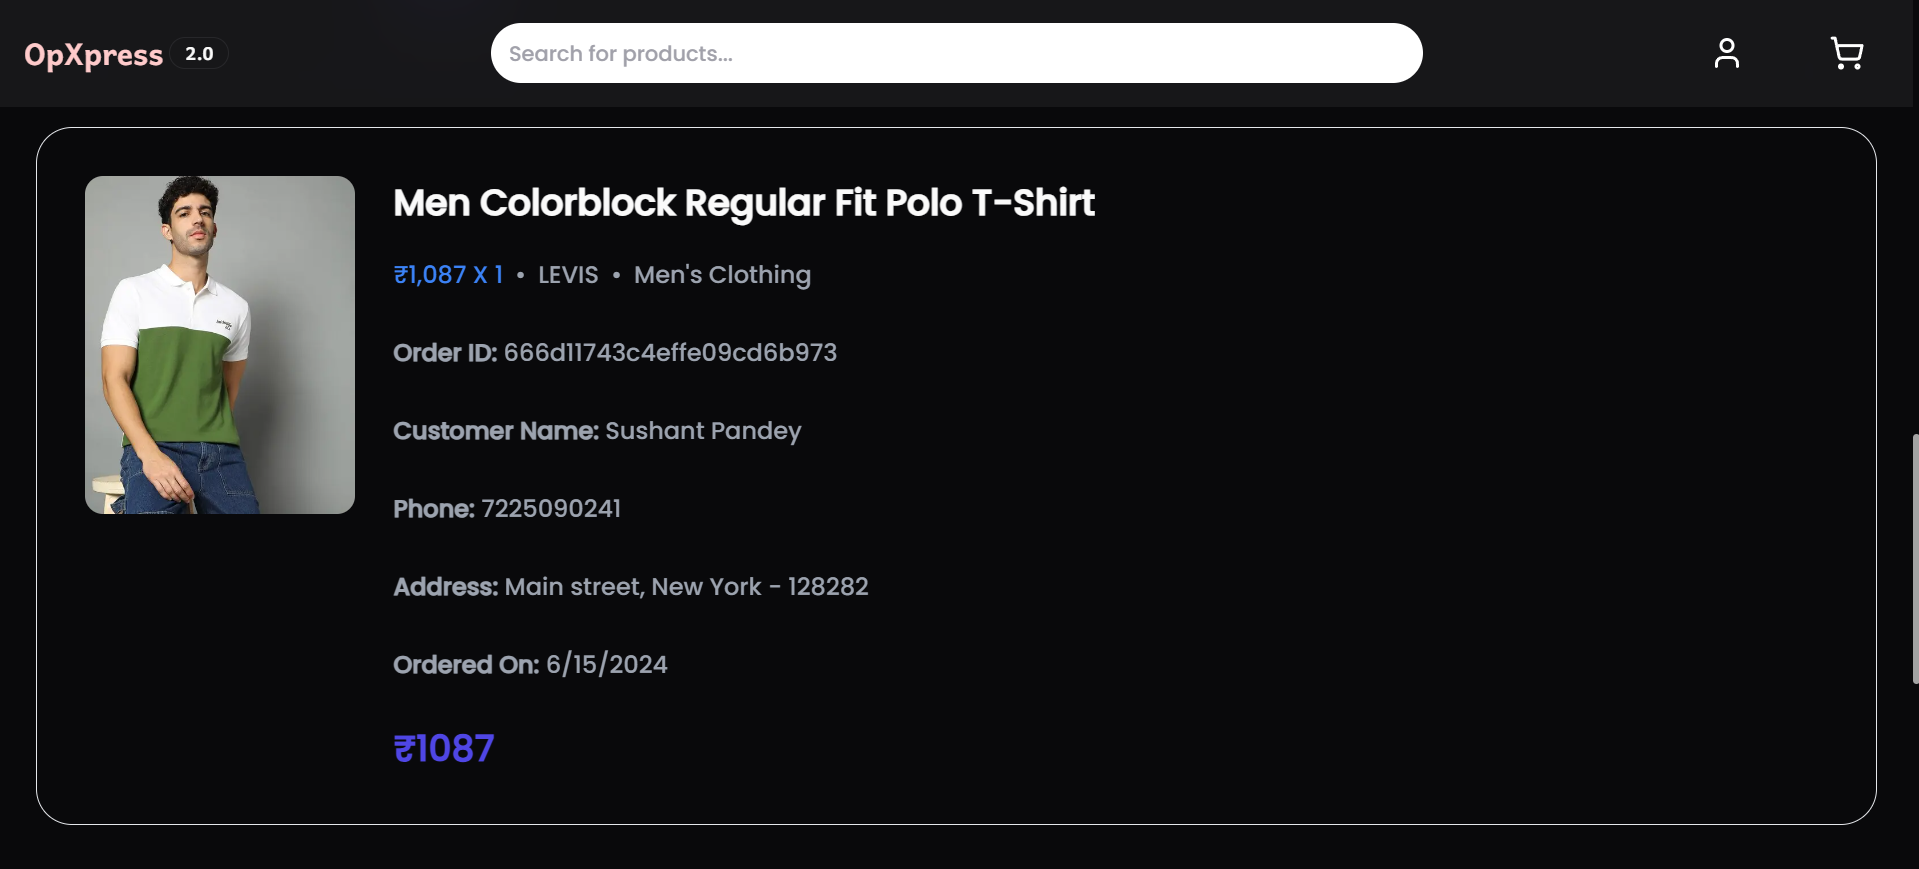 OpXpress 2.0
Search for products...
Men Colorblock Regular Fit Polo T-Shirt
₹1,087 X 1 • LEVIS • Men's Clothing
Order ID: 666d11743c4effe09cd6b973
Customer Name: Sushant Pandey
Phone: 7225090241
Address: Main street, New York - 128282
Ordered On: 6/15/2024
₹1087